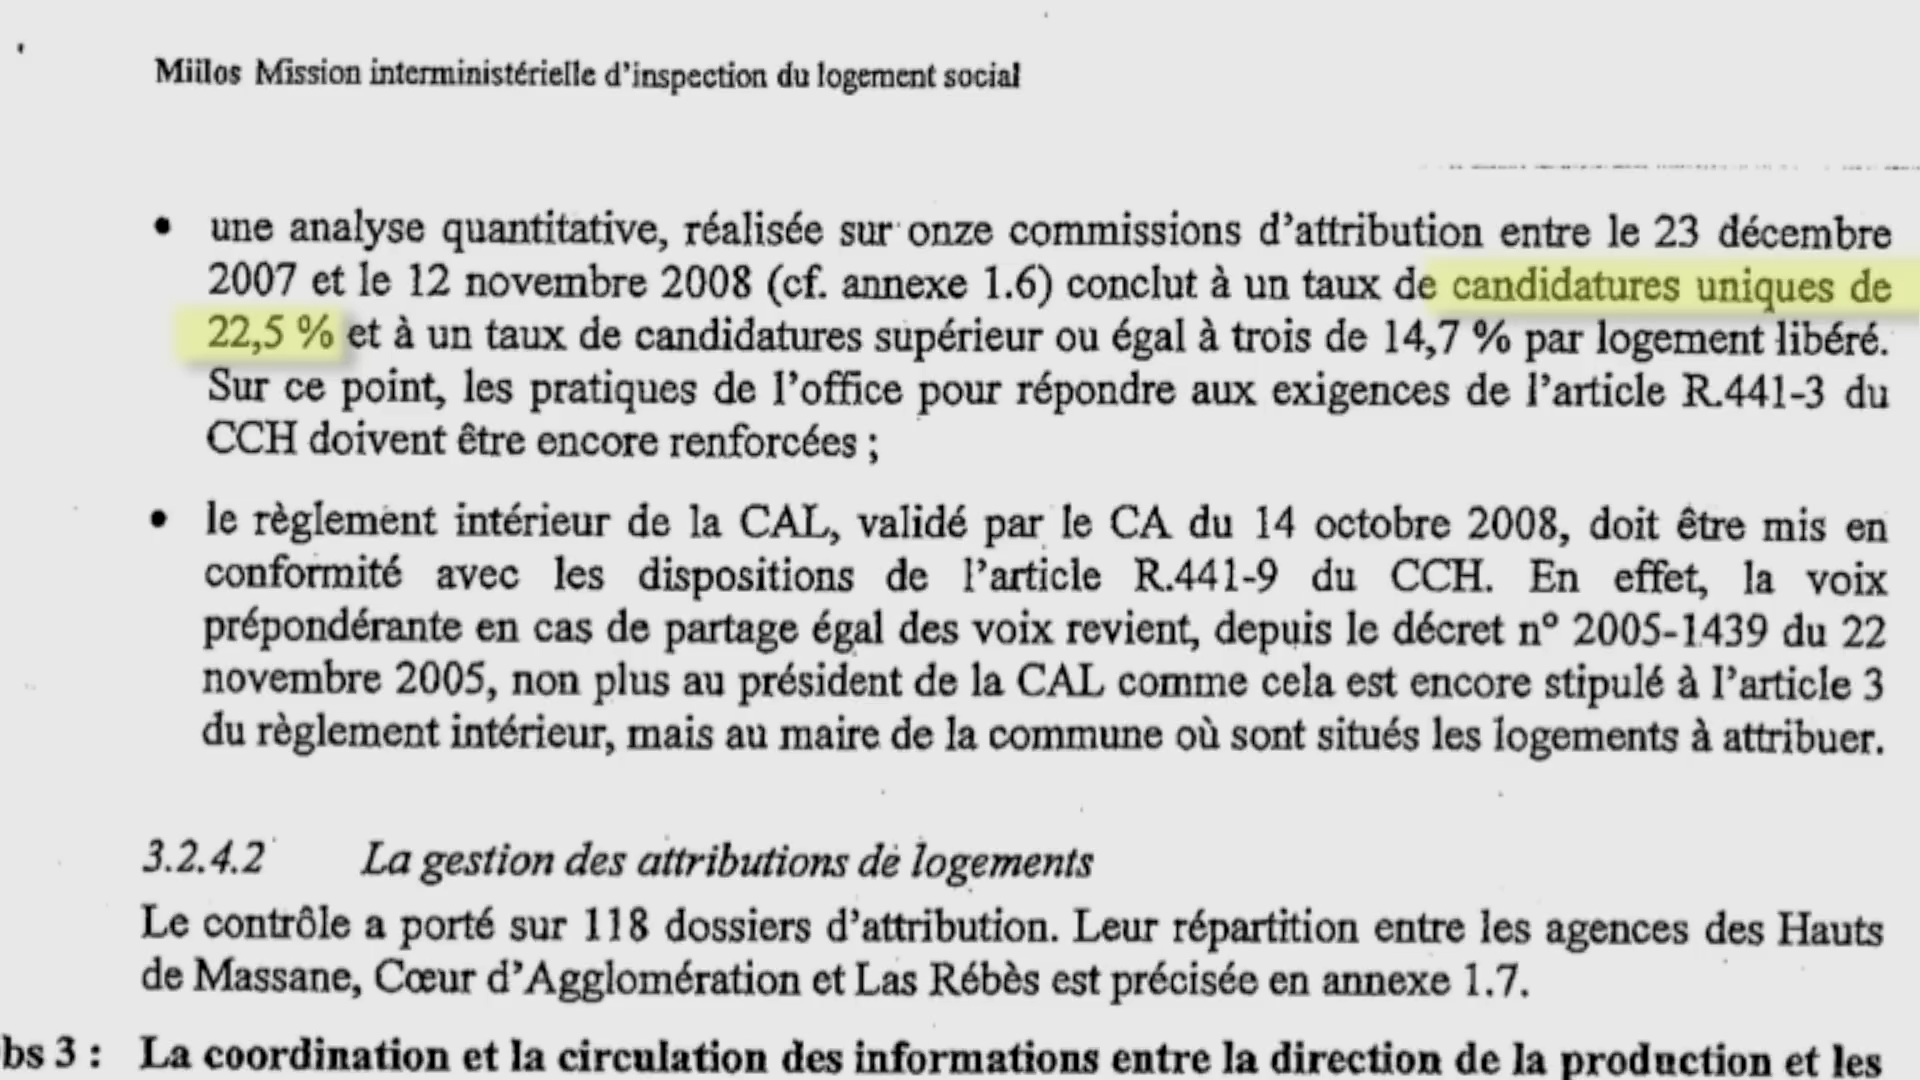 Miilos Mission interministérielle d'inspection du logement social
• une analyse quantitative, réalisée sur onze commissions d'attribution entre le 23 décembre
2007 et le 12 novembre 2008 (cf. annexe 1.6) conclut à un taux de candidatures uniques de
22,5 % et à un taux de candidatures supérieur ou égal à trois de 14,7 % par logement libéré.
Sur ce point, les pratiques de l'office pour répondre aux exigences de l'article R.441-3 du
CCH doivent être encore renforcées ;
• le règlement intérieur de la CAL, validé par le CA du 14 octobre 2008, doit être mis en
conformité avec les dispositions de l'article R.441-9 du CCH. En effet, la voix
prépondérante en cas de partage égal des voix revient, depuis le décret n° 2005-1439 du 22
novembre 2005, non plus au président de la CAL comme cela est encore stipulé à l'article 3
du règlement intérieur, mais au maire de la commune où sont situés les logements à attribuer.
3.2.4.2 La gestion des attributions de logements
Le contrôle a porté sur 118 dossiers d'attribution. Leur répartition entre les agences des Hauts
de Massane, Cœur d'Agglomération et Las Rébès est précisée en annexe 1.7.
bs 3 : La coordination et la circulation des informations entre la direction de la production et les